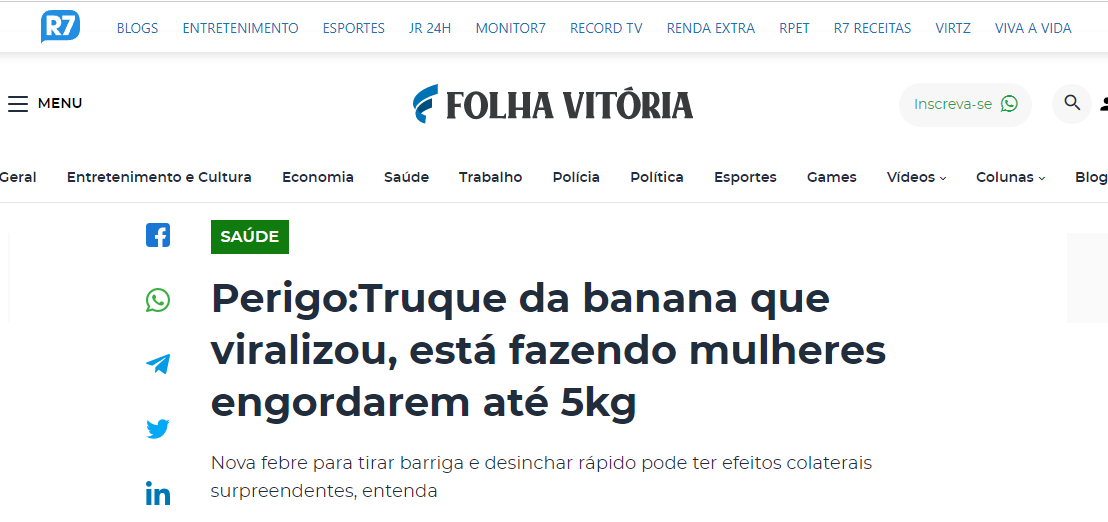 R7 BLOGS ENTRETENIMENTO ESPORTES JR 24H MONITOR7 RECORD TV RENDA EXTRA RPET R7 RECEITAS VIRTZ VIVA A VIDA
MENU FOLHA VITÓRIA Inscreva-se
Geral Entretenimento e Cultura Economia Saúde Trabalho Polícia Política Esportes Games Vídeos Colunas Blog
SAÚDE
Perigo:Truque da banana que
viralizou, está fazendo mulheres
engordarem até 5kg
Nova febre para tirar barriga e desinchar rápido pode ter efeitos colaterais
surpreendentes, entenda